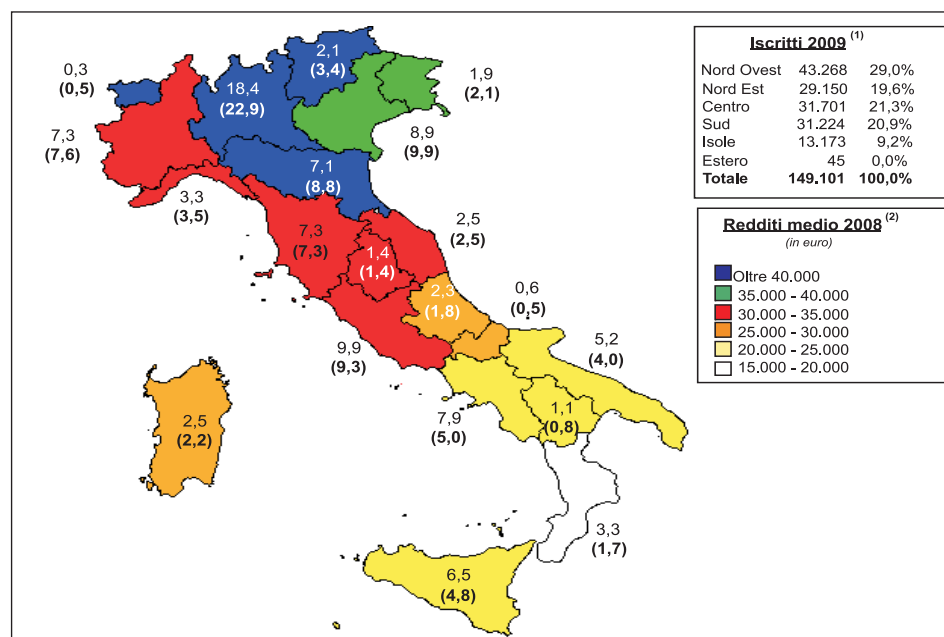 2,1
(3,4)
0,3
(0,5)
18,4
(22,9)
1,9
(2,1)
7,3
(7,6)
8,9
(9,9)
7,1
(8,8)
3,3
(3,5)
7,3
(7,3)
2,5
(2,5)
1,4
(1,4)
2,3
(1,8)
0,6
(0,5)
9,9
(9,3)
5,2
(4,0)
7,9
(5,0)
1,1
(0,8)
2,5
(2,2)
3,3
(1,7)
6,5
(4,8)
Iscritti 2009 (1)
Nord Ovest 43.268 29,0%
Nord Est 29.150 19,6%
Centro 31.701 21,3%
Sud 31.224 20,9%
Isole 13.173 9,2%
Estero 45 0,0%
Totale 149.101 100,0%
Redditi medio 2008 (2)
(in euro)
Oltre 40.000
35.000 - 40.000
30.000 - 35.000
25.000 - 30.000
20.000 - 25.000
15.000 - 20.000